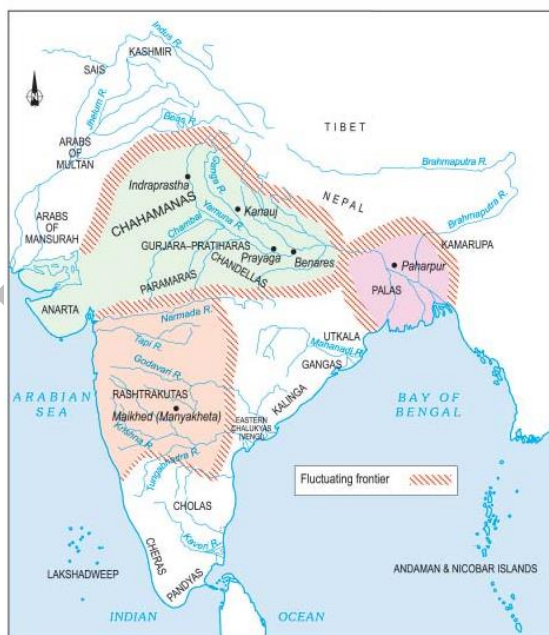 Indus R.
KASHMIR
SAIS
Jhelum R.
N
TIBET
Beas R.
ARABS
OF
MULTAN
Brahmaputra R.
Indraprastha
Ganga R.
NEPAL
Brahmaputra R.
ARABS
OF
MANSURAH
CHAHAMANAS
Kanauj
Yamuna R.
Chambal
KAMARUPA
GURJARA-PRATIHARAS
Prayaga
Benares
Paharpur
CHANDELLAS
PARAMARAS
PALAS
ANARTA
Narmada R.
UTKALA
Tapi R.
Mahanadi R.
GANGAS
Godavari R.
ARABIAN
SEA
RASHTRAKUTAS
KALINGA
BAY OF
BENGAL
Malkhed (Manyakheta)
EASTERN
CHALUKYAS
(VENGI)
Krishna R.
Tungabhadra R.
Fluctuating frontier
CHOLAS
Kaveri R.
CHERAS
LAKSHADWEEP
PANDYAS
ANDAMAN & NICOBAR ISLANDS
INDIAN
OCEAN